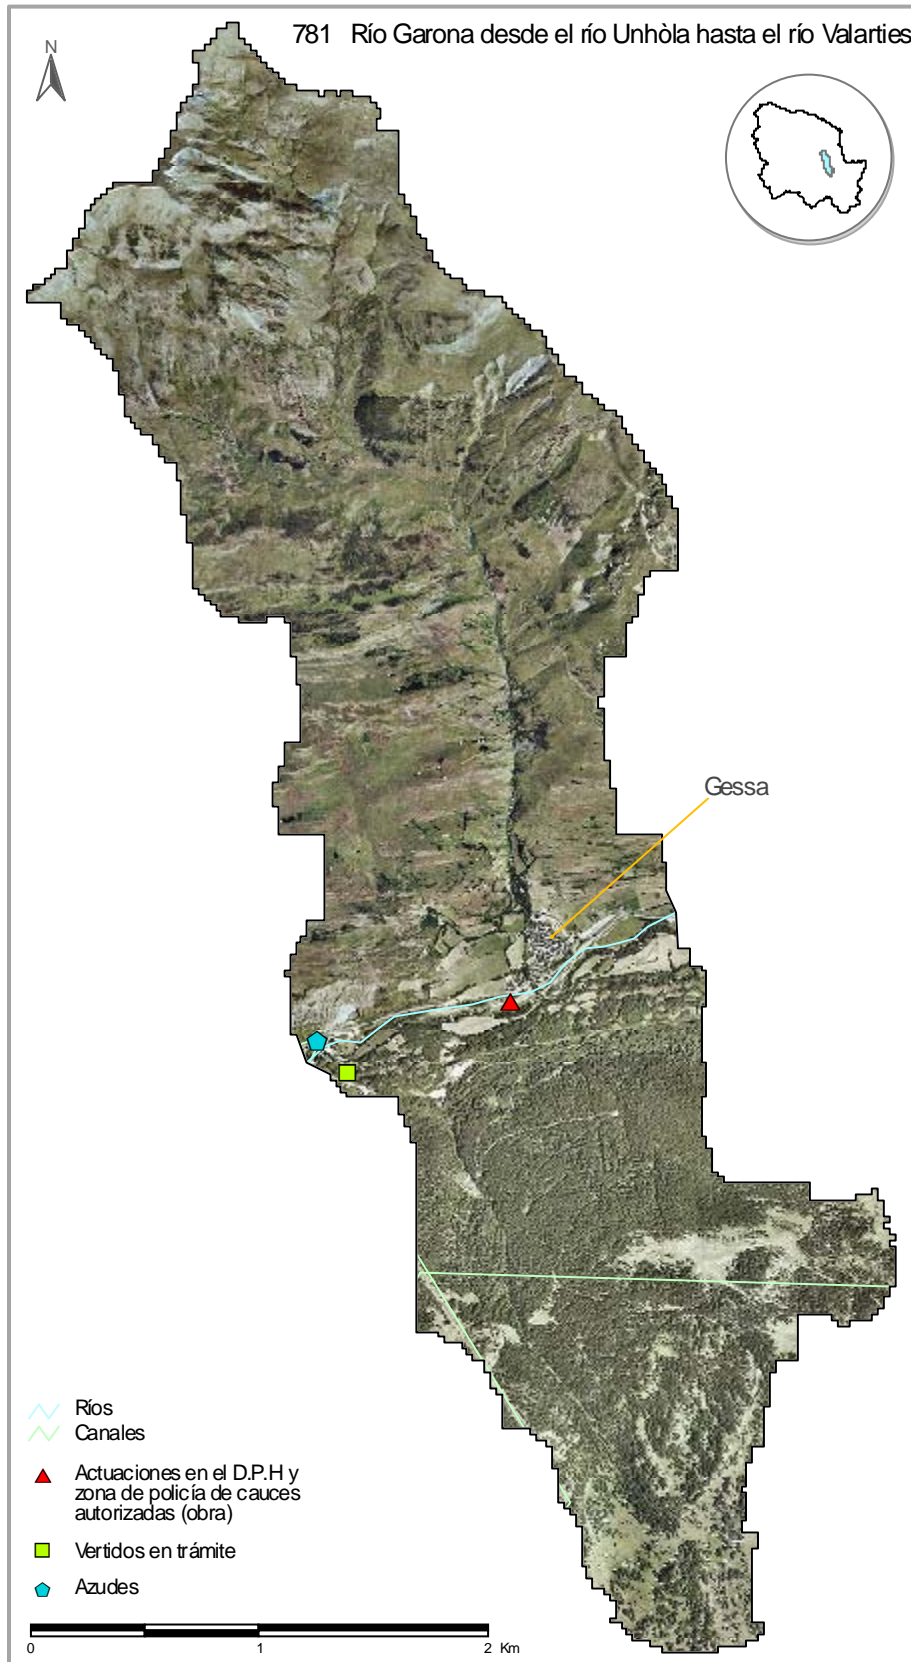 781 Río Garona desde el río Unhòla hasta el río Valarties
N
Gessa
Ríos
Canales
Actuaciones en el D.P.H y
zona de policía de cauces
autorizadas (obra)
Vertidos en trámite
Azudes
0 1 2 Km